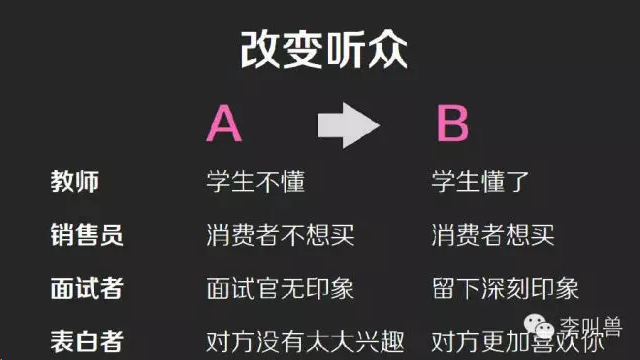 改变听众
A B
教师 学生不懂 学生懂了
销售员 消费者不想买 消费者想买
面试者 面试官无印象 留下深刻印象
表白者 对方没有太大兴趣 对方更加喜欢你
李叫兽